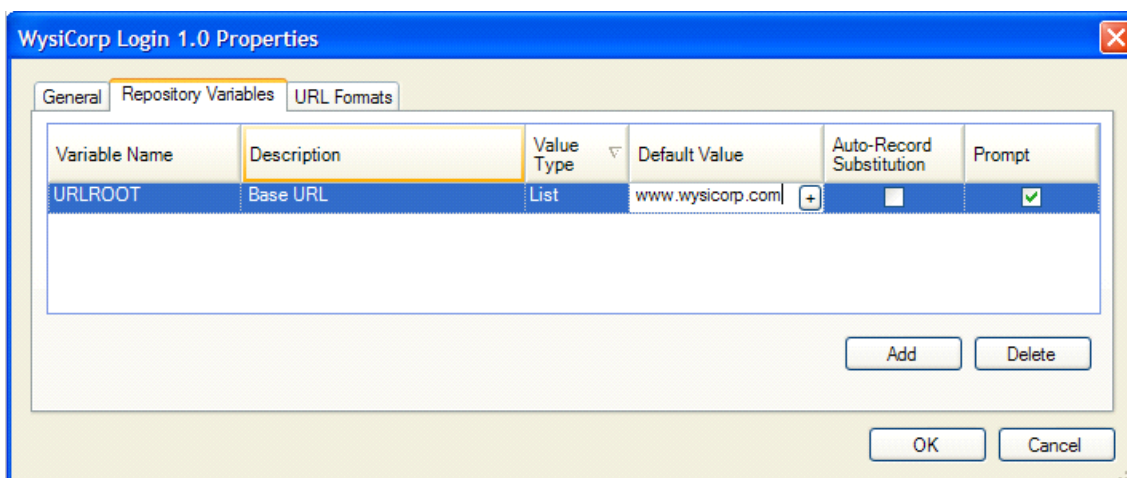 WysiCorp Login 1.0 Properties
General Repository Variables URL Formats
Variable Name Description Value Type Default Value Auto-Record Substitution Prompt
URLROOT Base URL List www.wysicorp.com +
Add Delete
OK Cancel